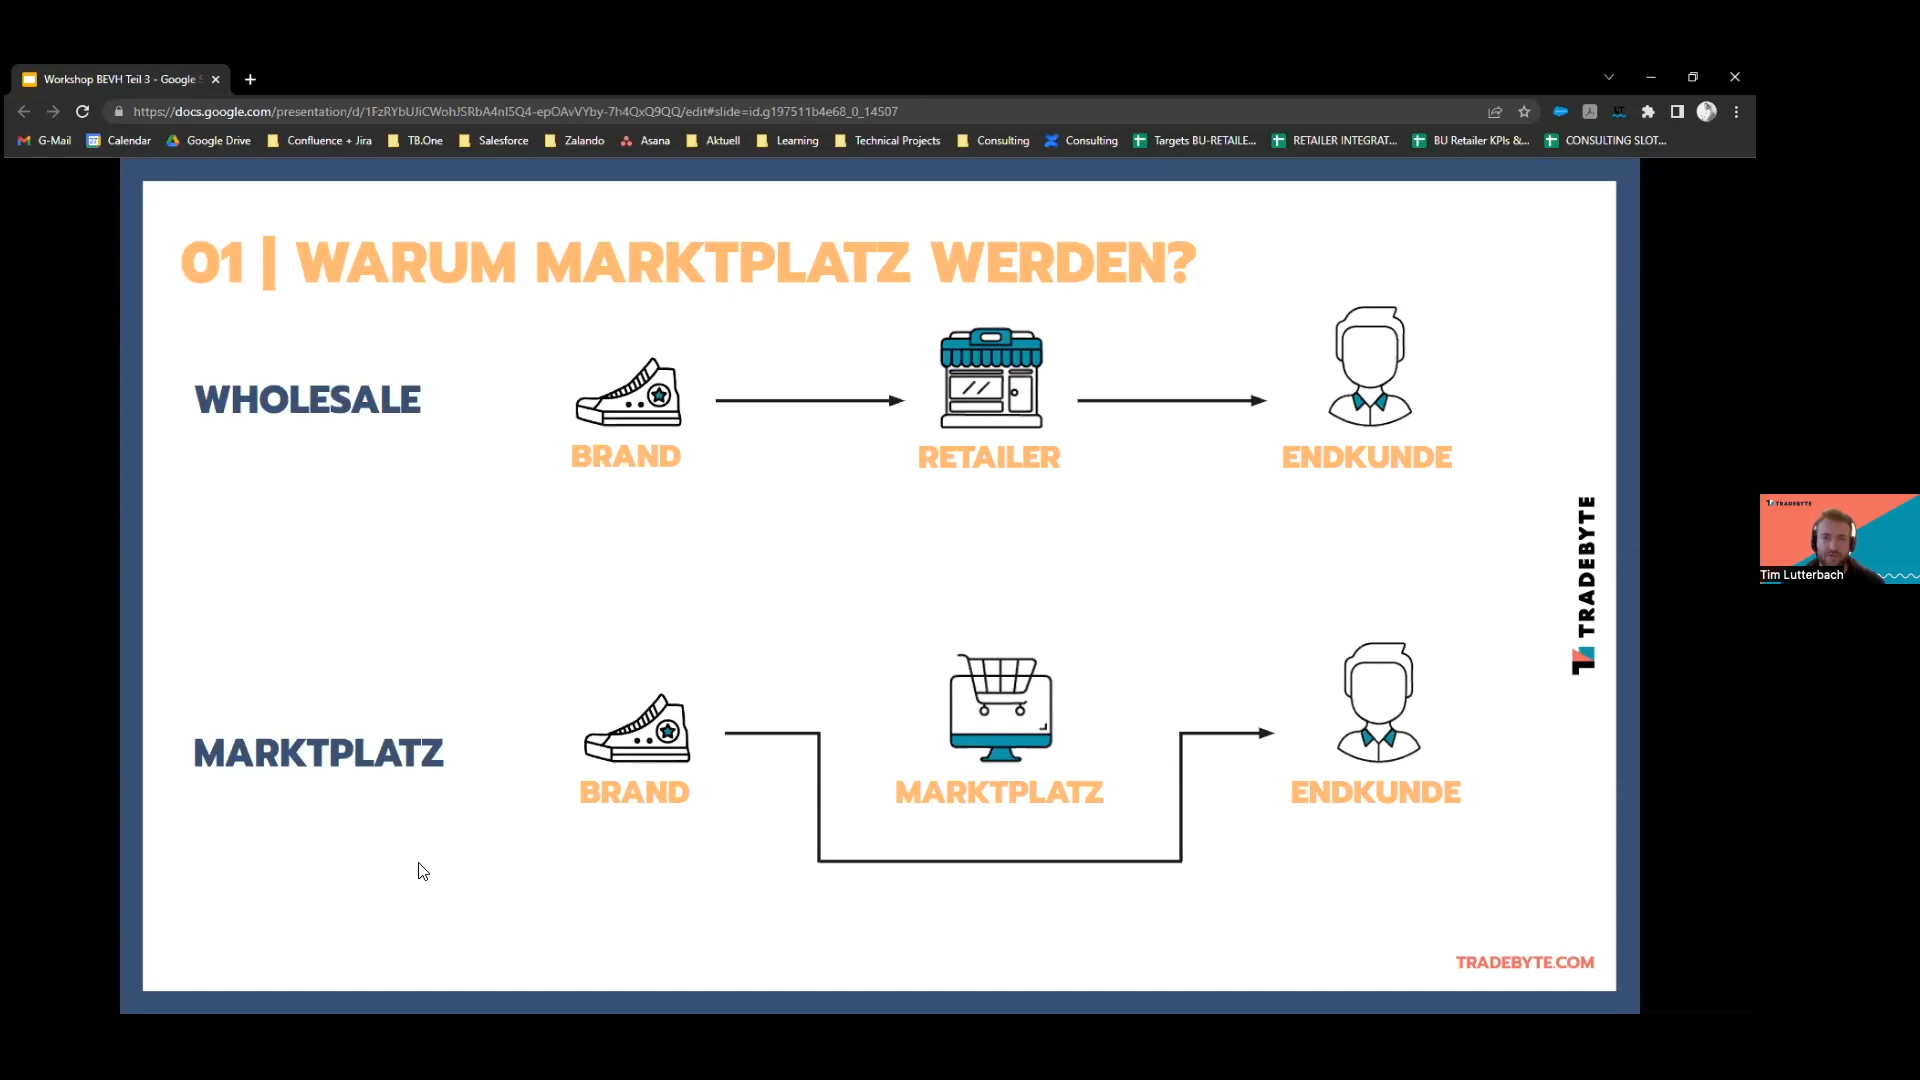 Workshop BEVH Teil 3 - Google S
https://docs.google.com/presentation/d/1FzRYbUJiCWohJSRbA4nI5Q4-epOAvVYby-7h4QxQ9QQ/edit#slide=id.g197511b4e68_0_14507
G-Mail Calendar Google Drive Confluence + Jira TB.One Salesforce Zalando Asana Aktuell Learning Technical Projects Consulting Consulting Targets BU-RETAILE... RETAILER INTEGRAT... BU Retailer KPIs &... CONSULTING SLOT...
01 | WARUM MARKTPLATZ WERDEN?
WHOLESALE
BRAND RETAILER ENDKUNDE
TRADEBYTE
TRADEBYTE
Tim Lutterbach
MARKTPLATZ
BRAND MARKTPLATZ ENDKUNDE
TRADEBYTE.COM